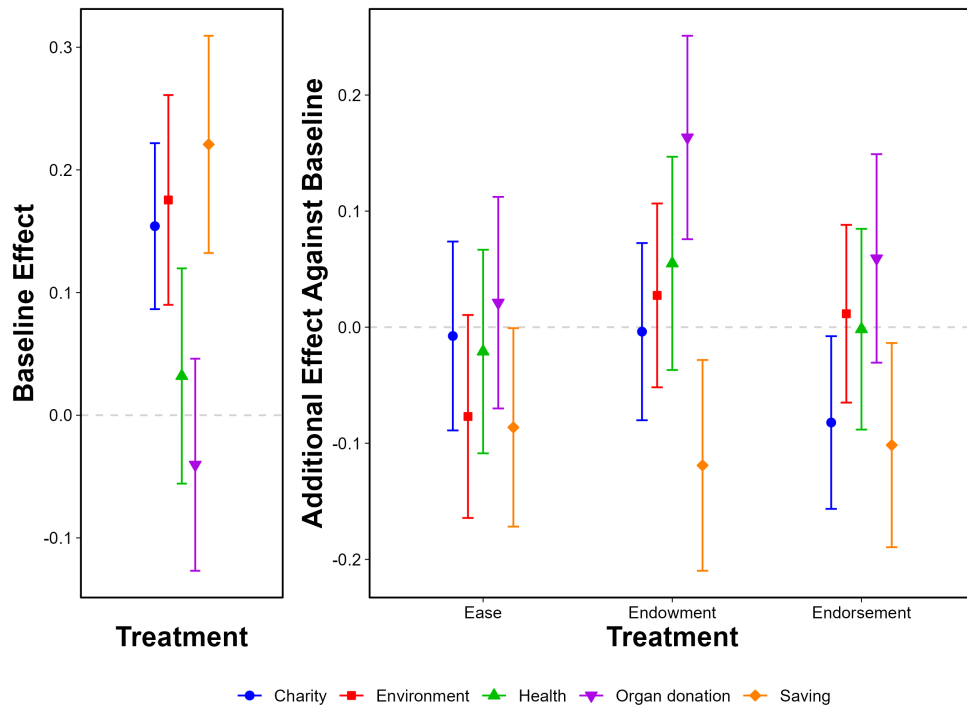 Baseline Effect
0.3
0.2
0.1
0.0
-0.1
Treatment
Additional Effect Against Baseline
0.2
0.1
0.0
-0.1
-0.2
Ease Endowment Endorsement
Treatment
Charity Environment Health Organ donation Saving